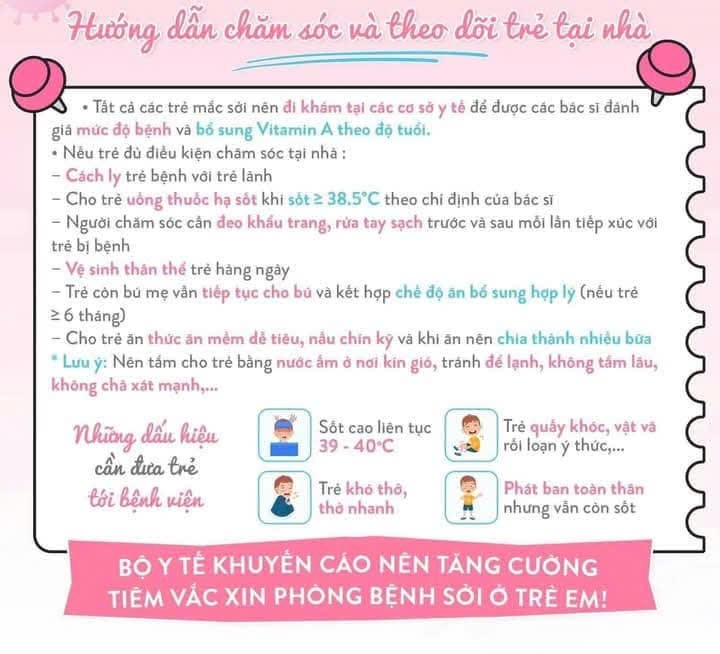 Hướng dẫn chăm sóc và theo dõi trẻ tại nhà
• Tất cả các trẻ mắc sởi nên đi khám tại các cơ sở y tế để được các bác sĩ đánh
giá mức độ bệnh và bổ sung Vitamin A theo độ tuổi.
• Nếu trẻ đủ điều kiện chăm sóc tại nhà :
– Cách ly trẻ bệnh với trẻ lành
– Cho trẻ uống thuốc hạ sốt khi sốt ≥ 38.5°C theo chỉ định của bác sĩ
– Người chăm sóc cần đeo khẩu trang, rửa tay sạch trước và sau mỗi lần tiếp xúc với
trẻ bị bệnh
– Vệ sinh thân thể trẻ hàng ngày
– Trẻ còn bú mẹ vẫn tiếp tục cho bú và kết hợp chế độ ăn bổ sung hợp lý (nếu trẻ
≥ 6 tháng)
– Cho trẻ ăn thức ăn mềm dễ tiêu, nấu chín kỹ và khi ăn nên chia thành nhiều bữa
* Lưu ý: Nên tắm cho trẻ bằng nước ấm ở nơi kín gió, tránh để lạnh, không tắm lâu,
không chà xát mạnh,...
Những dấu hiệu
cần đưa trẻ
tới bệnh viện
Sốt cao liên tục
39 - 40°C
Trẻ quấy khóc, vật vã
rối loạn ý thức,...
Trẻ khó thở,
thở nhanh
Phát ban toàn thân
nhưng vẫn còn sốt
BỘ Y TẾ KHUYẾN CÁO NÊN TĂNG CƯỜNG
TIÊM VẮC XIN PHÒNG BỆNH SỞI Ở TRẺ EM!